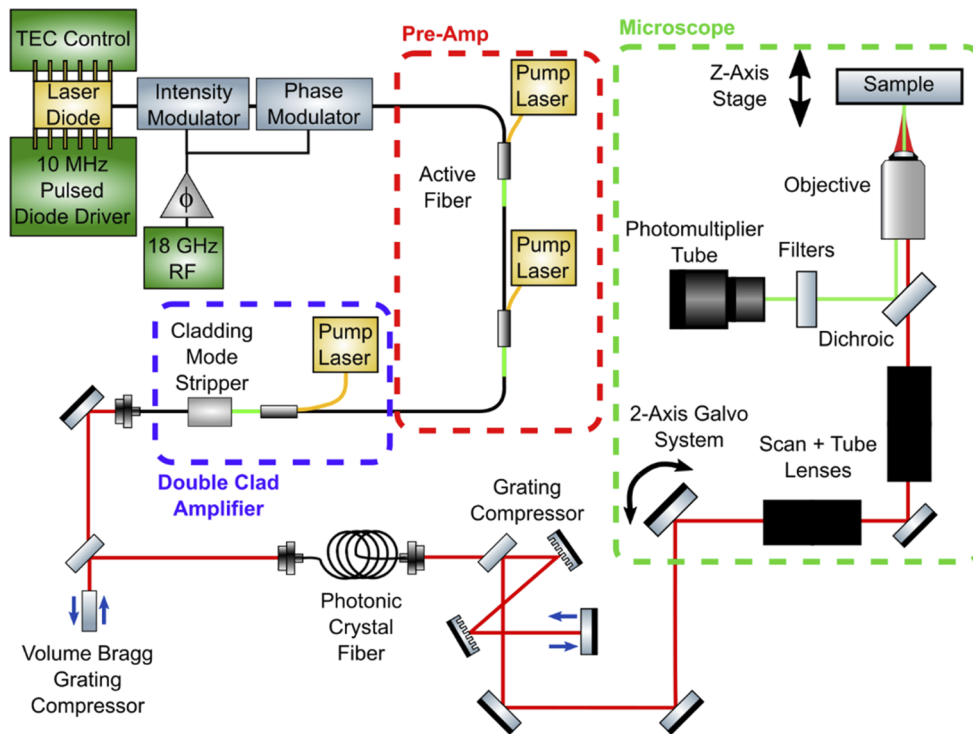 TEC Control
Laser
Diode
10 MHz
Pulsed
Diode Driver
Intensity
Modulator
Phase
Modulator
ϕ
18 GHz
RF
Pre-Amp
Pump
Laser
Active
Fiber
Pump
Laser
Cladding
Mode
Stripper
Pump
Laser
Double Clad
Amplifier
Microscope
Z-Axis
Stage
Sample
Objective
Photomultiplier
Tube
Filters
Dichroic
2-Axis Galvo
System
Scan + Tube
Lenses
Grating
Compressor
Photonic
Crystal
Fiber
Volume Bragg
Grating
Compressor